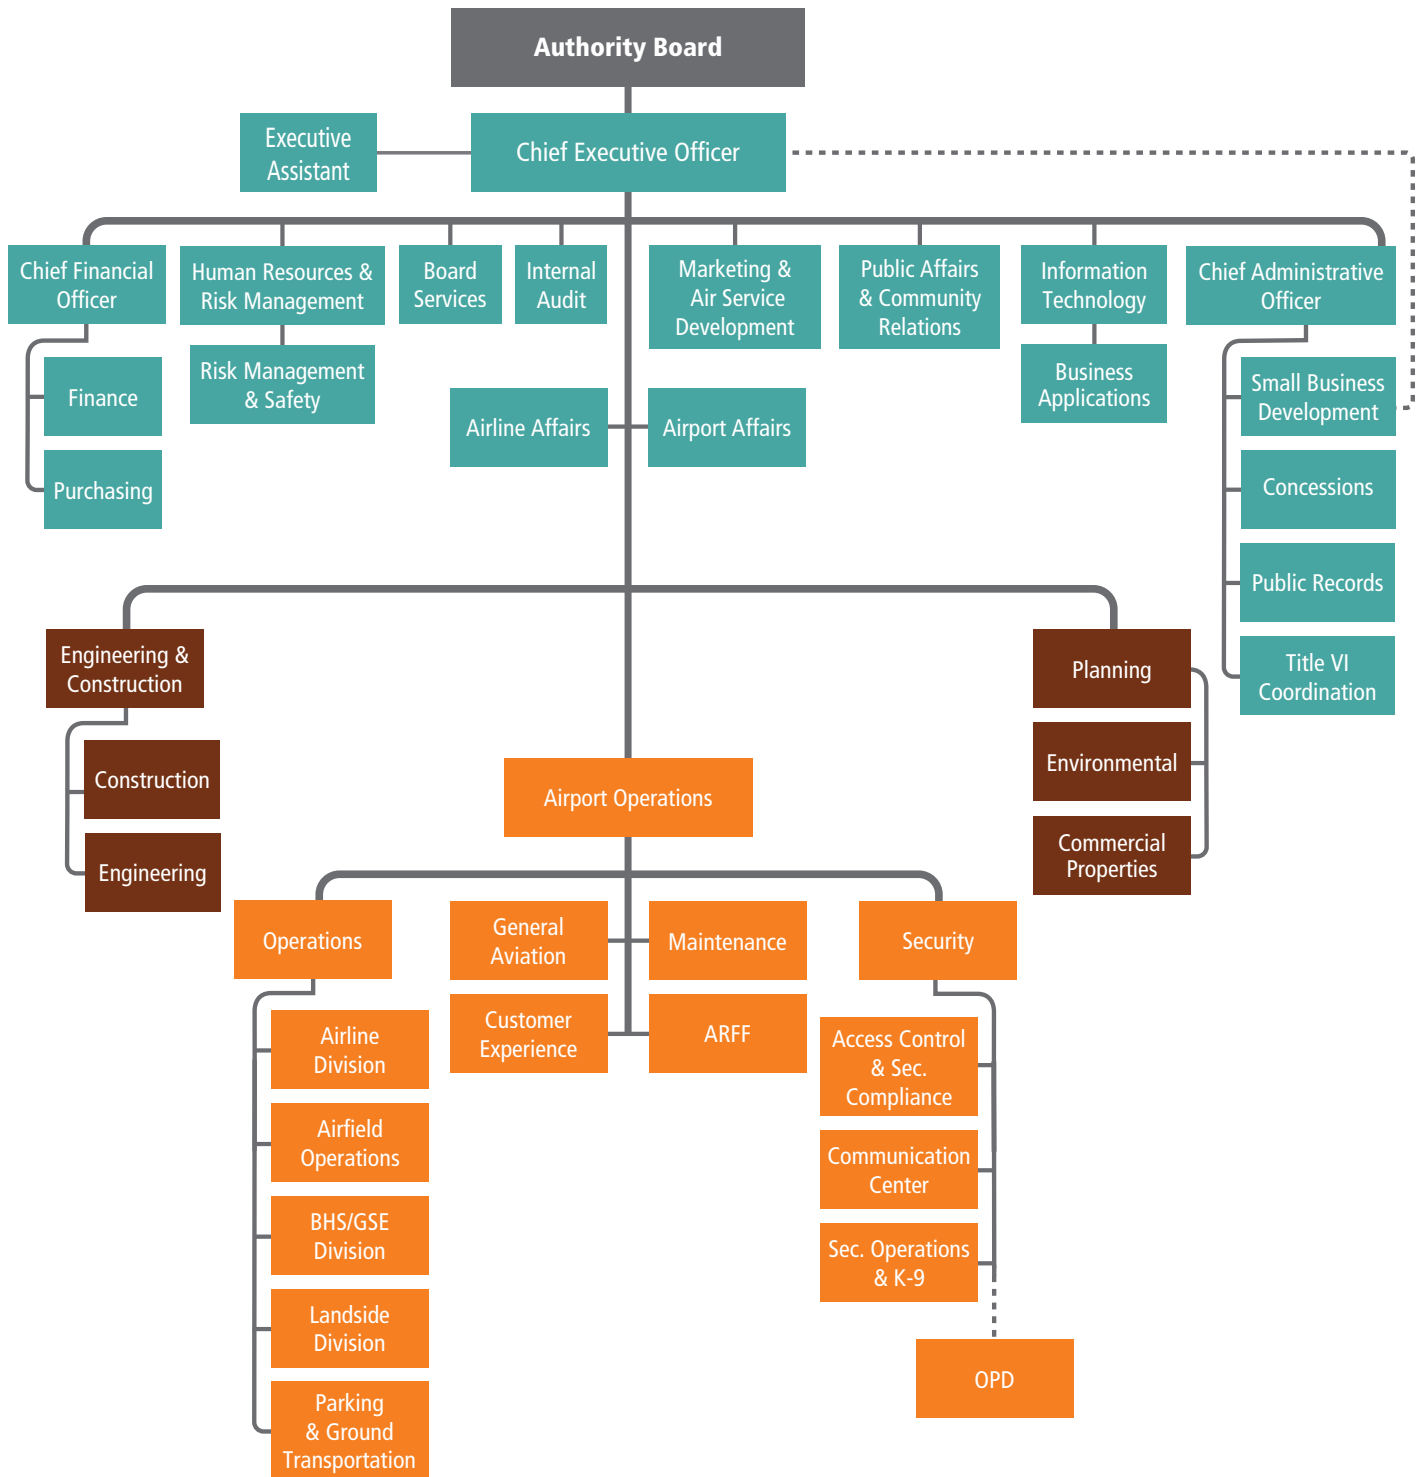 Authority Board
Executive
Assistant
Chief Executive Officer
Chief Financial
Officer
Human Resources &
Risk Management
Board
Services
Internal
Audit
Marketing &
Air Service
Development
Public Affairs
& Community
Relations
Information
Technology
Chief Administrative
Officer
Finance
Purchasing
Risk Management
& Safety
Airline Affairs
Airport Affairs
Business
Applications
Small Business
Development
Concessions
Public Records
Title VI
Coordination
Engineering &
Construction
Construction
Engineering
Planning
Environmental
Commercial
Properties
Airport Operations
Operations
General
Aviation
Maintenance
Security
Customer
Experience
ARFF
Airline
Division
Airfield
Operations
BHS/GSE
Division
Landside
Division
Parking
& Ground
Transportation
Access Control
& Sec.
Compliance
Communication
Center
Sec. Operations
& K-9
OPD